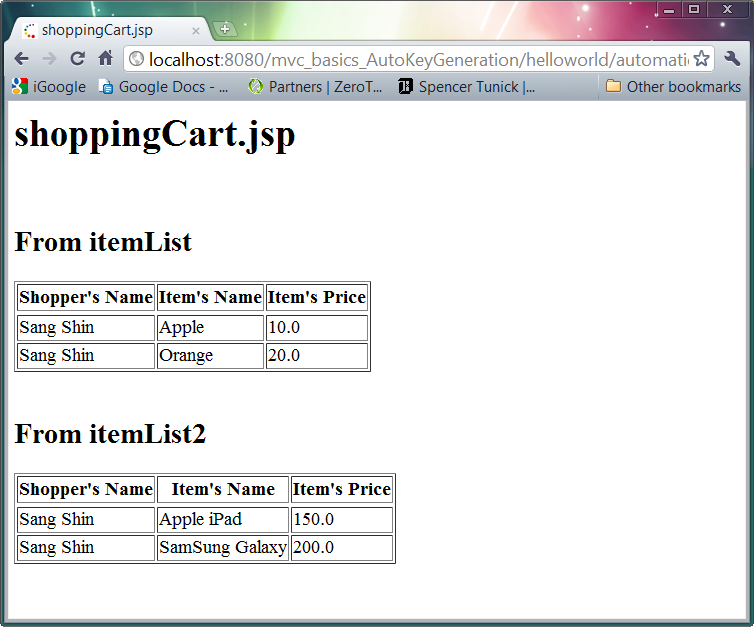 shoppingCart.jsp
localhost:8080/mvc_basics_AutoKeyGeneration/helloworld/automati
iGoogle Google Docs - ... Partners | ZeroT... Spencer Tunick |... Other bookmarks
shoppingCart.jsp
From itemList
Shopper's Name Item's Name Item's Price
Sang Shin Apple 10.0
Sang Shin Orange 20.0
From itemList2
Shopper's Name Item's Name Item's Price
Sang Shin Apple iPad 150.0
Sang Shin SamSung Galaxy 200.0